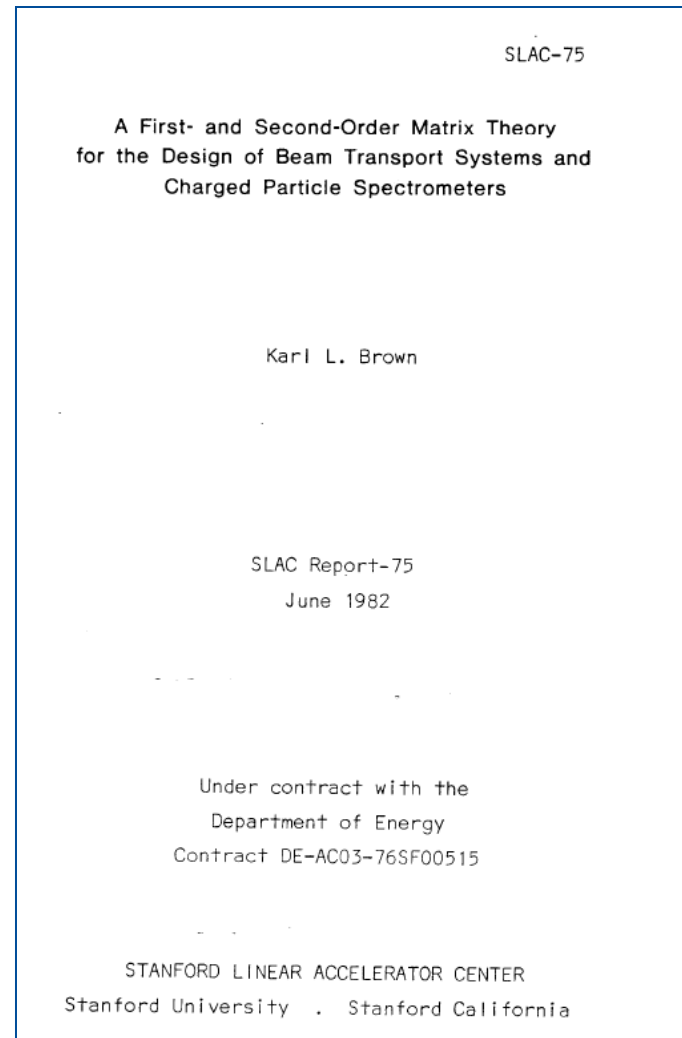 SLAC-75
A First- and Second-Order Matrix Theory
for the Design of Beam Transport Systems and
Charged Particle Spectrometers
Karl L. Brown
SLAC Report-75
June 1982
Under contract with the
Department of Energy
Contract DE-AC03-76SF00515
STANFORD LINEAR ACCELERATOR CENTER
Stanford University . Stanford California